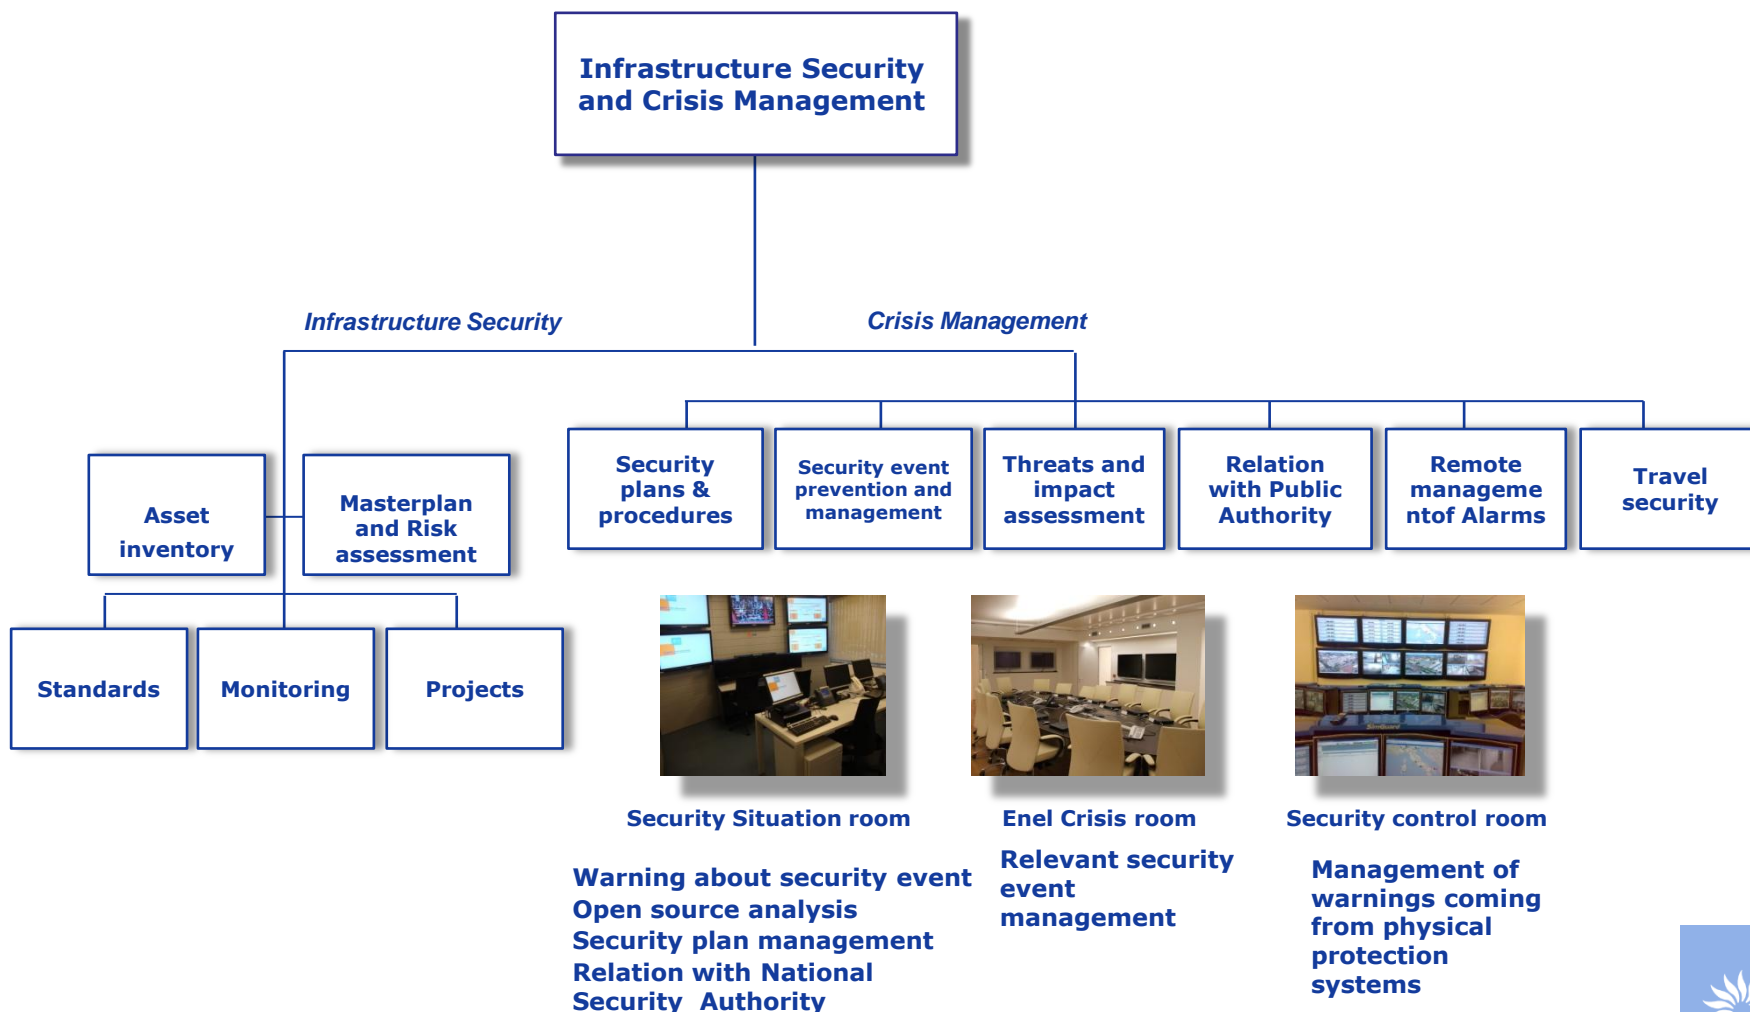 Infrastructure Security
and Crisis Management
Infrastructure Security
Crisis Management
Asset
inventory
Masterplan
and Risk
assessment
Standards
Monitoring
Projects
Security
plans &
procedures
Security event
prevention and
management
Threats and
impact
assessment
Relation
with Public
Authority
Remote
manageme
ntof Alarms
Travel
security
Security Situation room
Warning about security event
Open source analysis
Security plan management
Relation with National
Security Authority
Enel Crisis room
Relevant security
event
management
Security control room
Management of
warnings coming
from physical
protection
systems